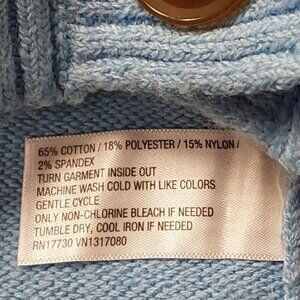 65% COTTON / 18% POLYESTER / 15% NYLON /
2% SPANDEX
TURN GARMENT INSIDE OUT
MACHINE WASH COLD WITH LIKE COLORS
GENTLE CYCLE
ONLY NON-CHLORINE BLEACH IF NEEDED
TUMBLE DRY, COOL IRON IF NEEDED
RN17730 VN1317080